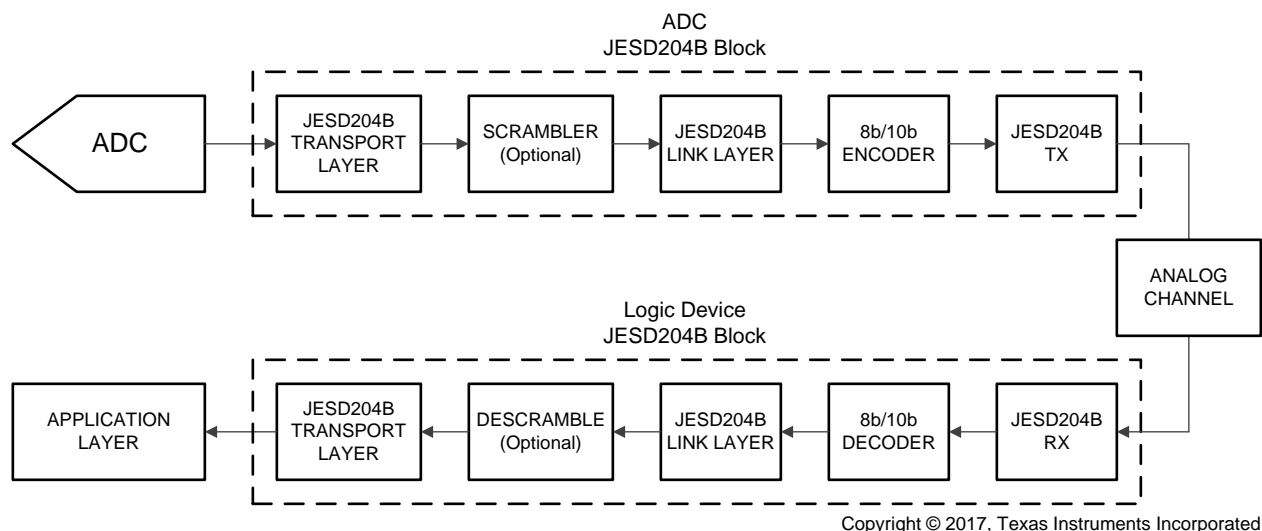 ADC
JESD204B Block
ADC
JESD204B
TRANSPORT
LAYER
SCRAMBLER
(Optional)
JESD204B
LINK LAYER
8b/10b
ENCODER
JESD204B
TX
ANALOG
CHANNEL
Logic Device
JESD204B Block
APPLICATION
LAYER
JESD204B
TRANSPORT
LAYER
DESCRAMBLE
(Optional)
JESD204B
LINK LAYER
8b/10b
DECODER
JESD204B
RX
Copyright © 2017, Texas Instruments Incorporated